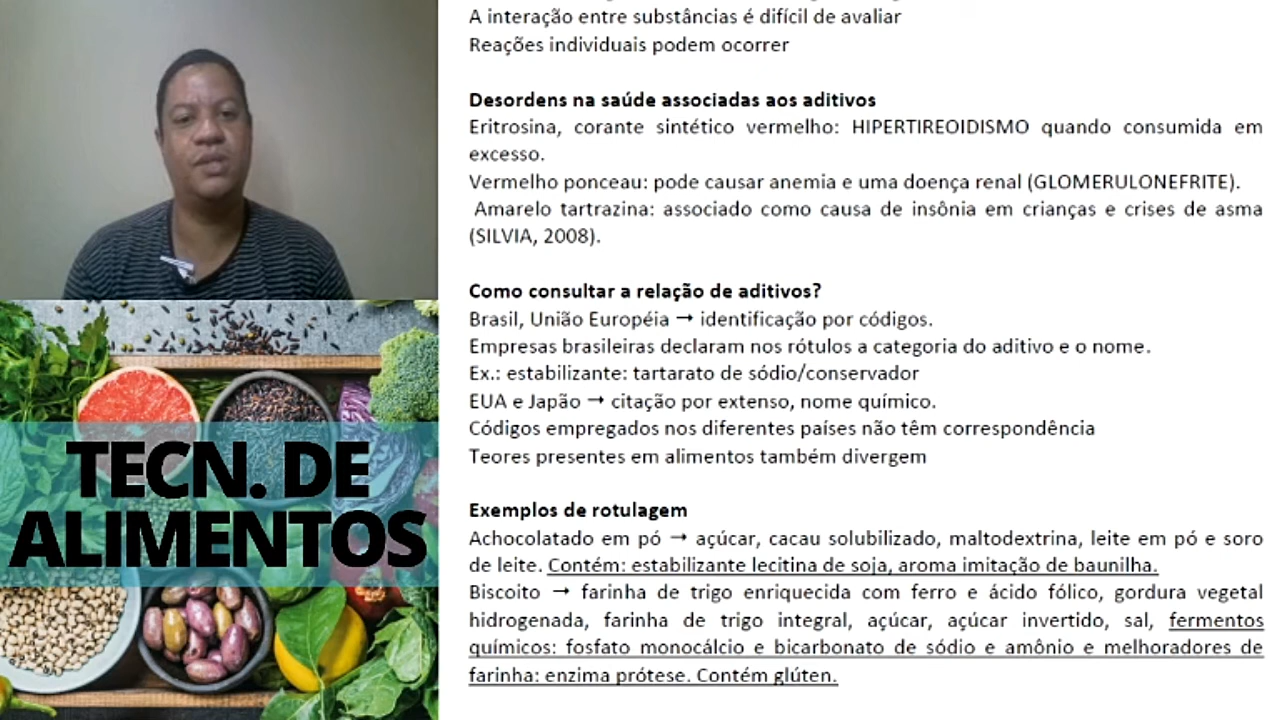 A interação entre substâncias é difícil de avaliar
Reações individuais podem ocorrer
Desordens na saúde associadas aos aditivos
Eritrosina, corante sintético vermelho: HIPERTIREOIDISMO quando consumida em
excesso.
Vermelho ponceau: pode causar anemia e uma doença renal (GLOMERULONEFRITE).
Amarelo tartrazina: associado como causa de insônia em crianças e crises de asma
(SILVIA, 2008).
Como consultar a relação de aditivos?
Brasil, União Européia → identificação por códigos.
Empresas brasileiras declaram nos rótulos a categoria do aditivo e o nome.
Ex.: estabilizante: tartarato de sódio/conservador
EUA e Japão → citação por extenso, nome químico.
Códigos empregados nos diferentes países não têm correspondência
Teores presentes em alimentos também divergem
Exemplos de rotulagem
Achocolatado em pó → açúcar, cacau solubilizado, maltodextrina, leite em pó e soro
de leite. Contém: estabilizante lecitina de soja, aroma imitação de baunilha.
Biscoito → farinha de trigo enriquecida com ferro e ácido fólico, gordura vegetal
hidrogenada, farinha de trigo integral, açúcar, açúcar invertido, sal, fermentos
químicos: fosfato monocálcio e bicarbonato de sódio e amônio e melhoradores de
farinha: enzima prótese. Contém glúten.
TECN. DE
ALIMENTOS